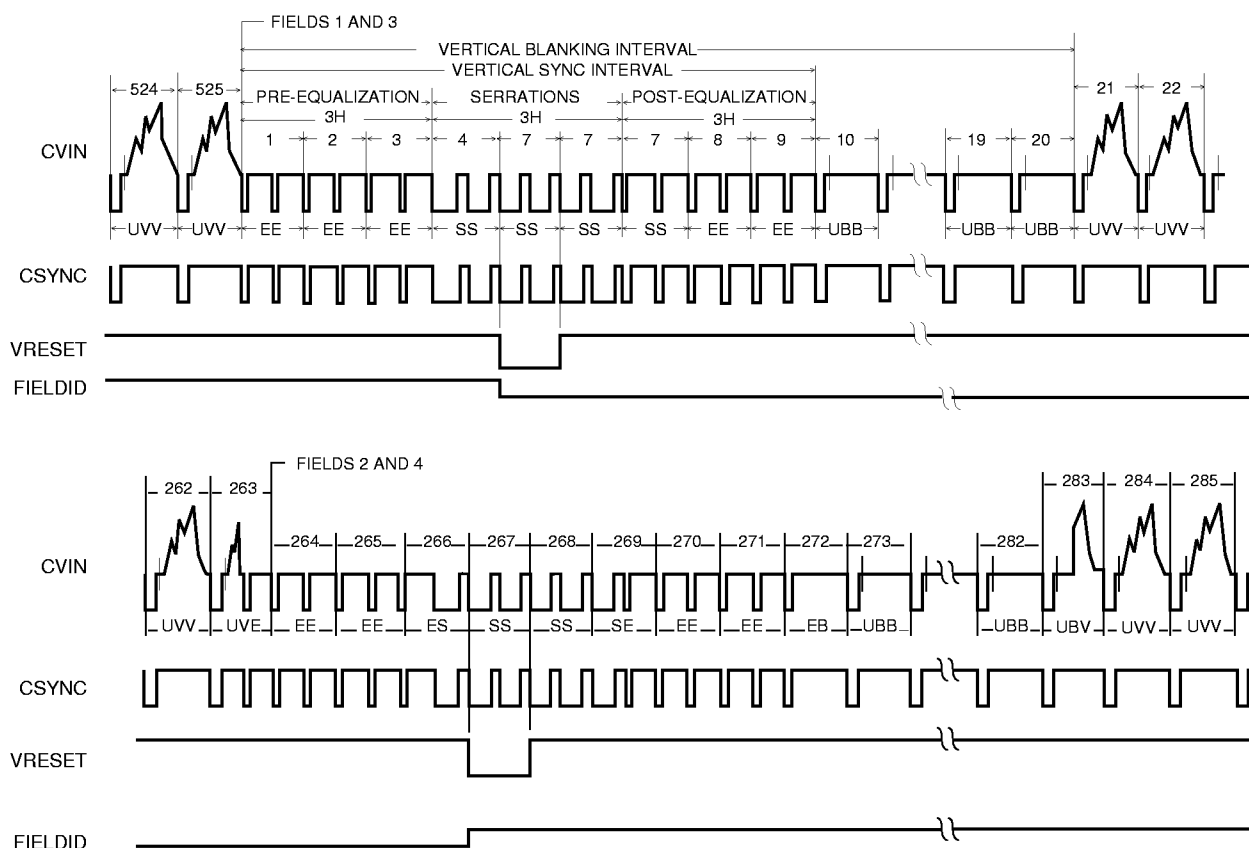 FIELDS 1 AND 3
VERTICAL BLANKING INTERVAL
VERTICAL SYNC INTERVAL
524 525 PRE-EQUALIZATION SERRATIONS POST-EQUALIZATION 21 22
3H 3H 3H
1 2 3 4 7 7 7 8 9 10 19 20
CVIN
UVV UVV EE EE EE SS SS SS SS EE EE UBB UBB UBB UVV UVV
CSYNC
VRESET
FIELDID
FIELDS 2 AND 4
262 263 283 284 285
264 265 266 267 268 269 270 271 272 273 282
CVIN
UVV UVE EE EE ES SS SS SE EE EE EB UBB UBB UBV UVV UVV
CSYNC
VRESET
FIELDID